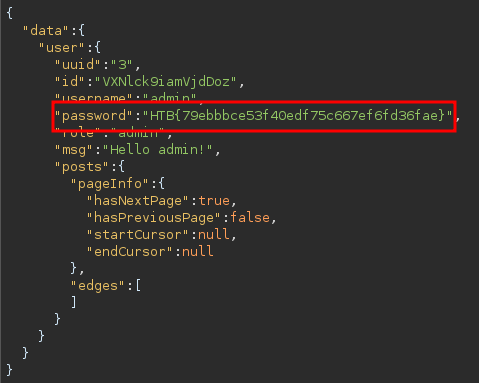 {
"data":{
"user":{
"uuid":"3",
"id":"VXNlck9iamVjdDoz",
"username":"admin",
"password":"HTB{79ebbbce53f40edf75c667ef6fd36fae}",
"role":"admin",
"msg":"Hello admin!",
"posts":{
"pageInfo":{
"hasNextPage":true,
"hasPreviousPage":false,
"startCursor":null,
"endCursor":null
},
"edges":[
]
}
}
}
}